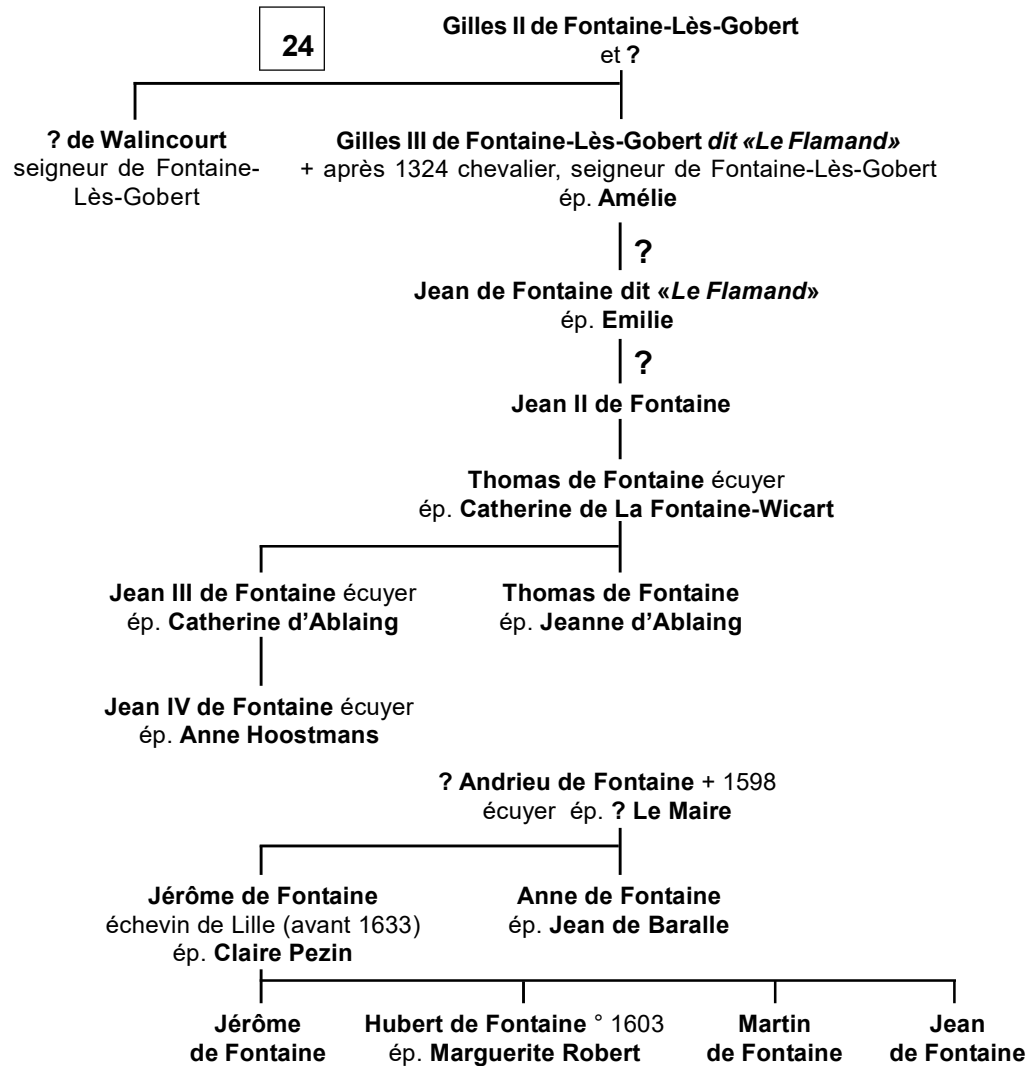 24
Gilles II de Fontaine-Lès-Gobert
et ?
? de Walincourt
seigneur de Fontaine-
Lès-Gobert
Gilles III de Fontaine-Lès-Gobert dit «Le Flamand»
+ après 1324 chevalier, seigneur de Fontaine-Lès-Gobert
ép. Amélie
?
Jean de Fontaine dit «Le Flamand»
ép. Emilie
?
Jean II de Fontaine
Thomas de Fontaine écuyer
ép. Catherine de La Fontaine-Wicart
Jean III de Fontaine écuyer
ép. Catherine d'Ablaing
Thomas de Fontaine
ép. Jeanne d'Ablaing
Jean IV de Fontaine écuyer
ép. Anne Hoostmans
? Andrieu de Fontaine + 1598
écuyer ép. ? Le Maire
Jérôme de Fontaine
échevin de Lille (avant 1633)
ép. Claire Pezin
Anne de Fontaine
ép. Jean de Baralle
Jérôme
de Fontaine
Hubert de Fontaine ° 1603
ép. Marguerite Robert
Martin
de Fontaine
Jean
de Fontaine